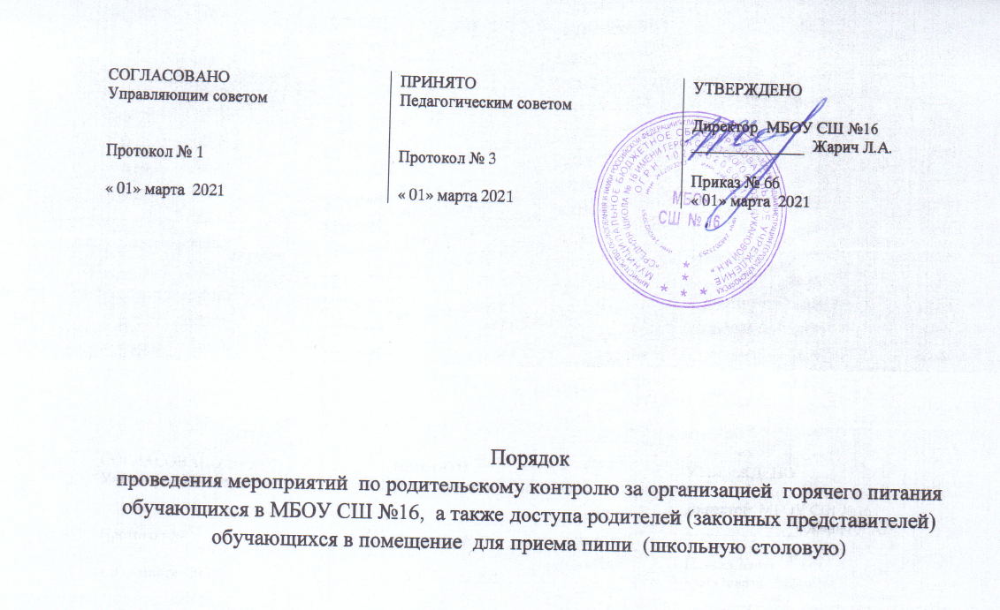 СОГЛАСОВАНО
Управляющим советом
Протокол № 1
« 01» марта 2021
ПРИНЯТО
Педагогическим советом
Протокол № 3
« 01» марта 2021
УТВЕРЖДЕНО
Директор МБОУ СШ №16
_____________ Жарич Л.А.
Приказ № 66
« 01» марта 2021
МБОУ
СШ № 16
Порядок
проведения мероприятий по родительскому контролю за организацией горячего питания
обучающихся в МБОУ СШ №16, а также доступа родителей (законных представителей)
обучающихся в помещение для приема пиши (школьную столовую)